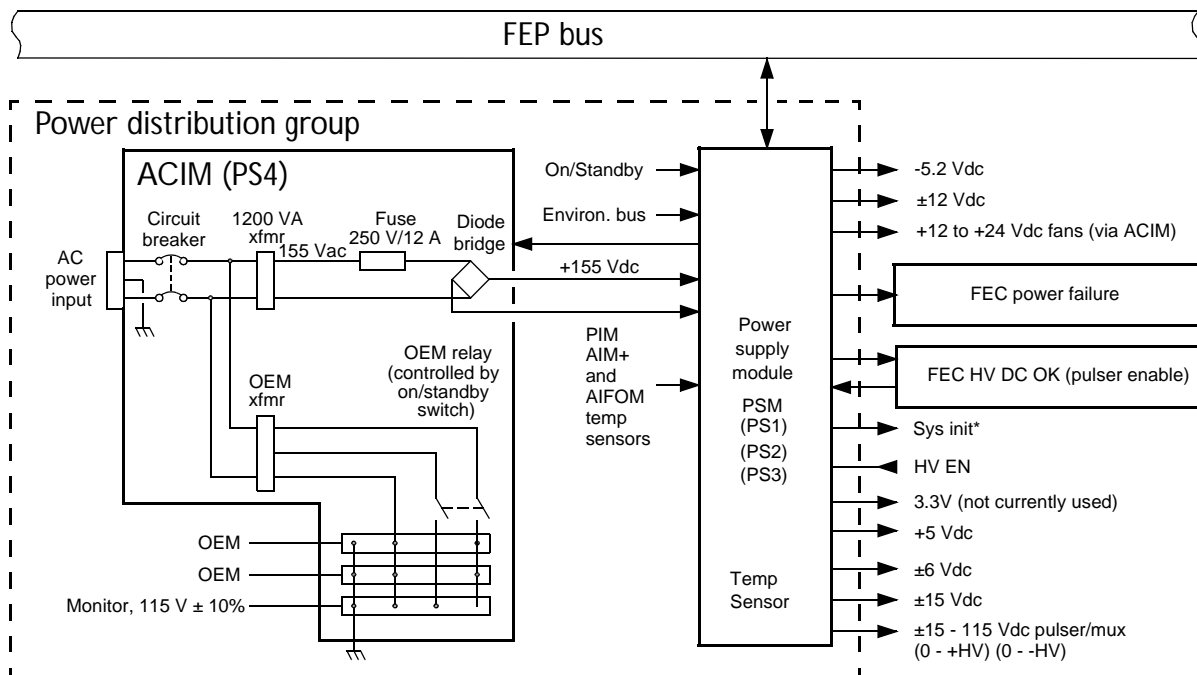 FEP bus
Power distribution group
ACIM (PS4)
Circuit
breaker
1200 VA
xfmr
155 Vac
Fuse
250 V/12 A
Diode
bridge
AC
power
input
OEM
xfmr
OEM relay
(controlled by
on/standby
switch)
OEM
OEM
Monitor, 115 V ± 10%
On/Standby
Environ. bus
+155 Vdc
PIM
AIM+
and
AIFOM
temp
sensors
Power
supply
module
PSM
(PS1)
(PS2)
(PS3)
Temp
Sensor
-5.2 Vdc
±12 Vdc
+12 to +24 Vdc fans (via ACIM)
FEC power failure
FEC HV DC OK (pulser enable)
Sys init*
HV EN
3.3V (not currently used)
+5 Vdc
±6 Vdc
±15 Vdc
±15 - 115 Vdc pulser/mux
(0 - +HV) (0 - -HV)